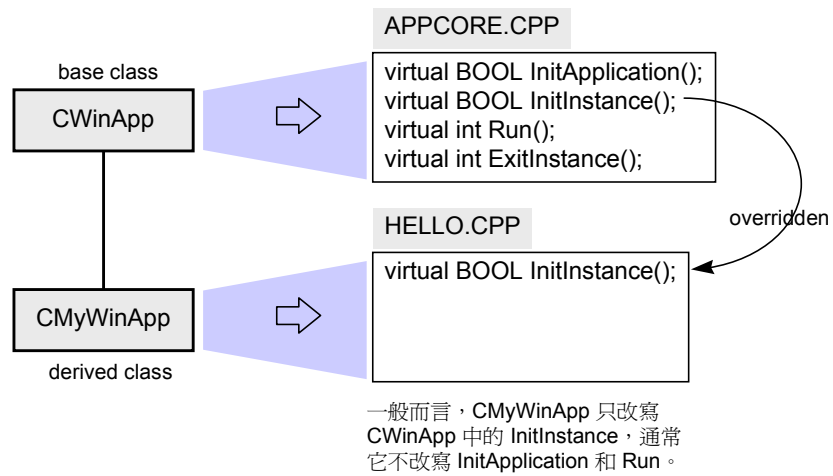 APPCORE.CPP
base class
CWinApp
virtual BOOL InitApplication();
virtual BOOL InitInstance();
virtual int Run();
virtual int ExitInstance();
overridden
HELLO.CPP
virtual BOOL InitInstance();
CMyWinApp
derived class
一般而言，CMyWinApp 只改寫
CWinApp 中的 InitInstance，通常
它不改寫 InitApplication 和 Run。